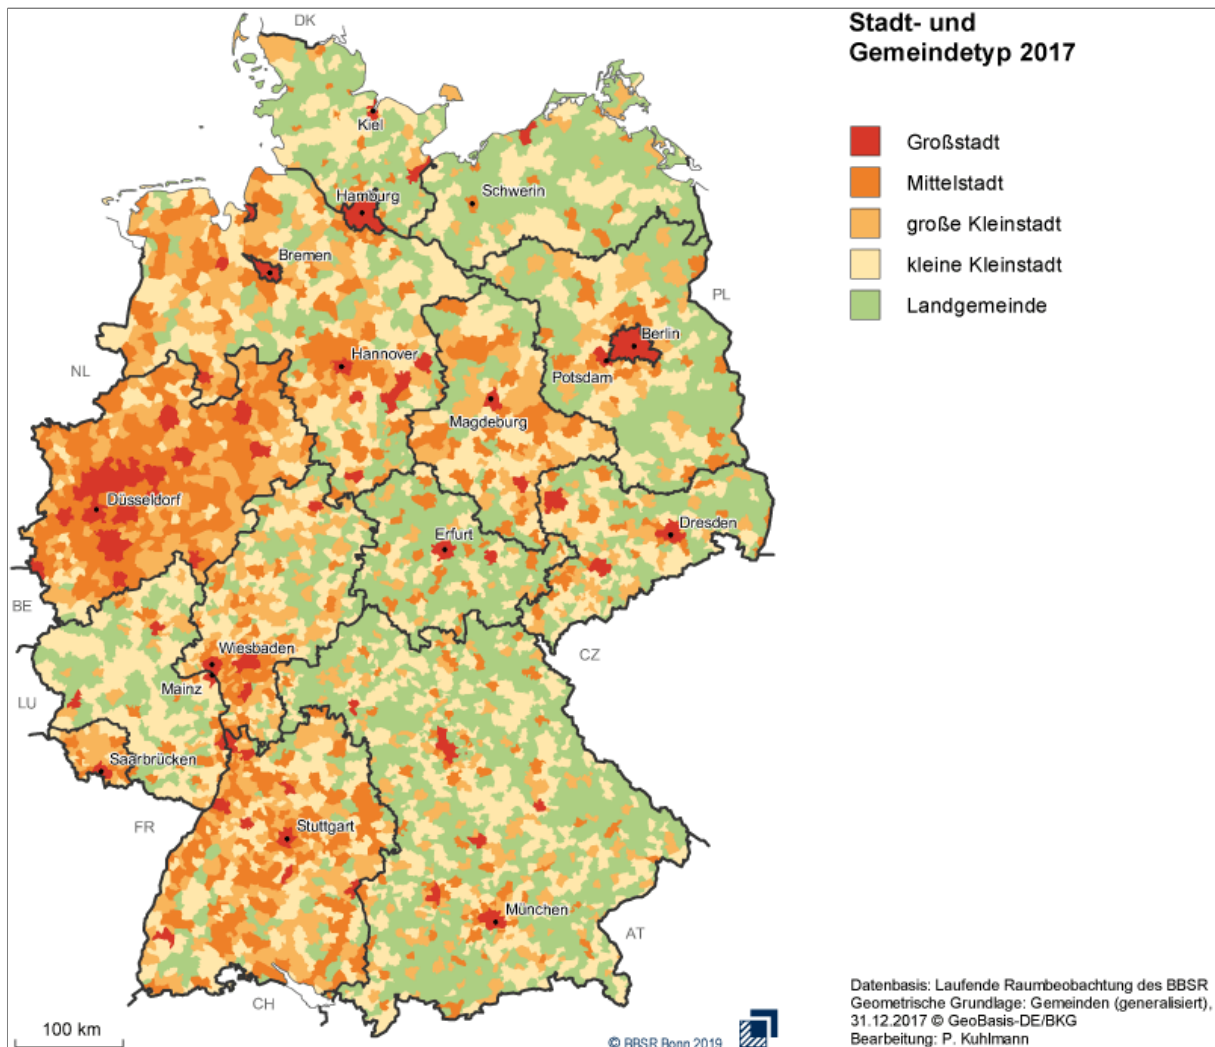 Stadt- und
Gemeindetyp 2017
Großstadt
Mittelstadt
große Kleinstadt
kleine Kleinstadt
Landgemeinde
DK
Kiel
Hamburg
Schwerin
Bremen
PL
Berlin
Hannover
NL
Potsdam
Magdeburg
Düsseldorf
Dresden
Erfurt
BE
Wiesbaden
CZ
Mainz
LU
Saarbrücken
FR
Stuttgart
München
AT
CH
100 km
© BBSR Bonn 2019
Datenbasis: Laufende Raumbeobachtung des BBSR
Geometrische Grundlage: Gemeinden (generalisiert),
31.12.2017 © GeoBasis-DE/BKG
Bearbeitung: P. Kuhlmann